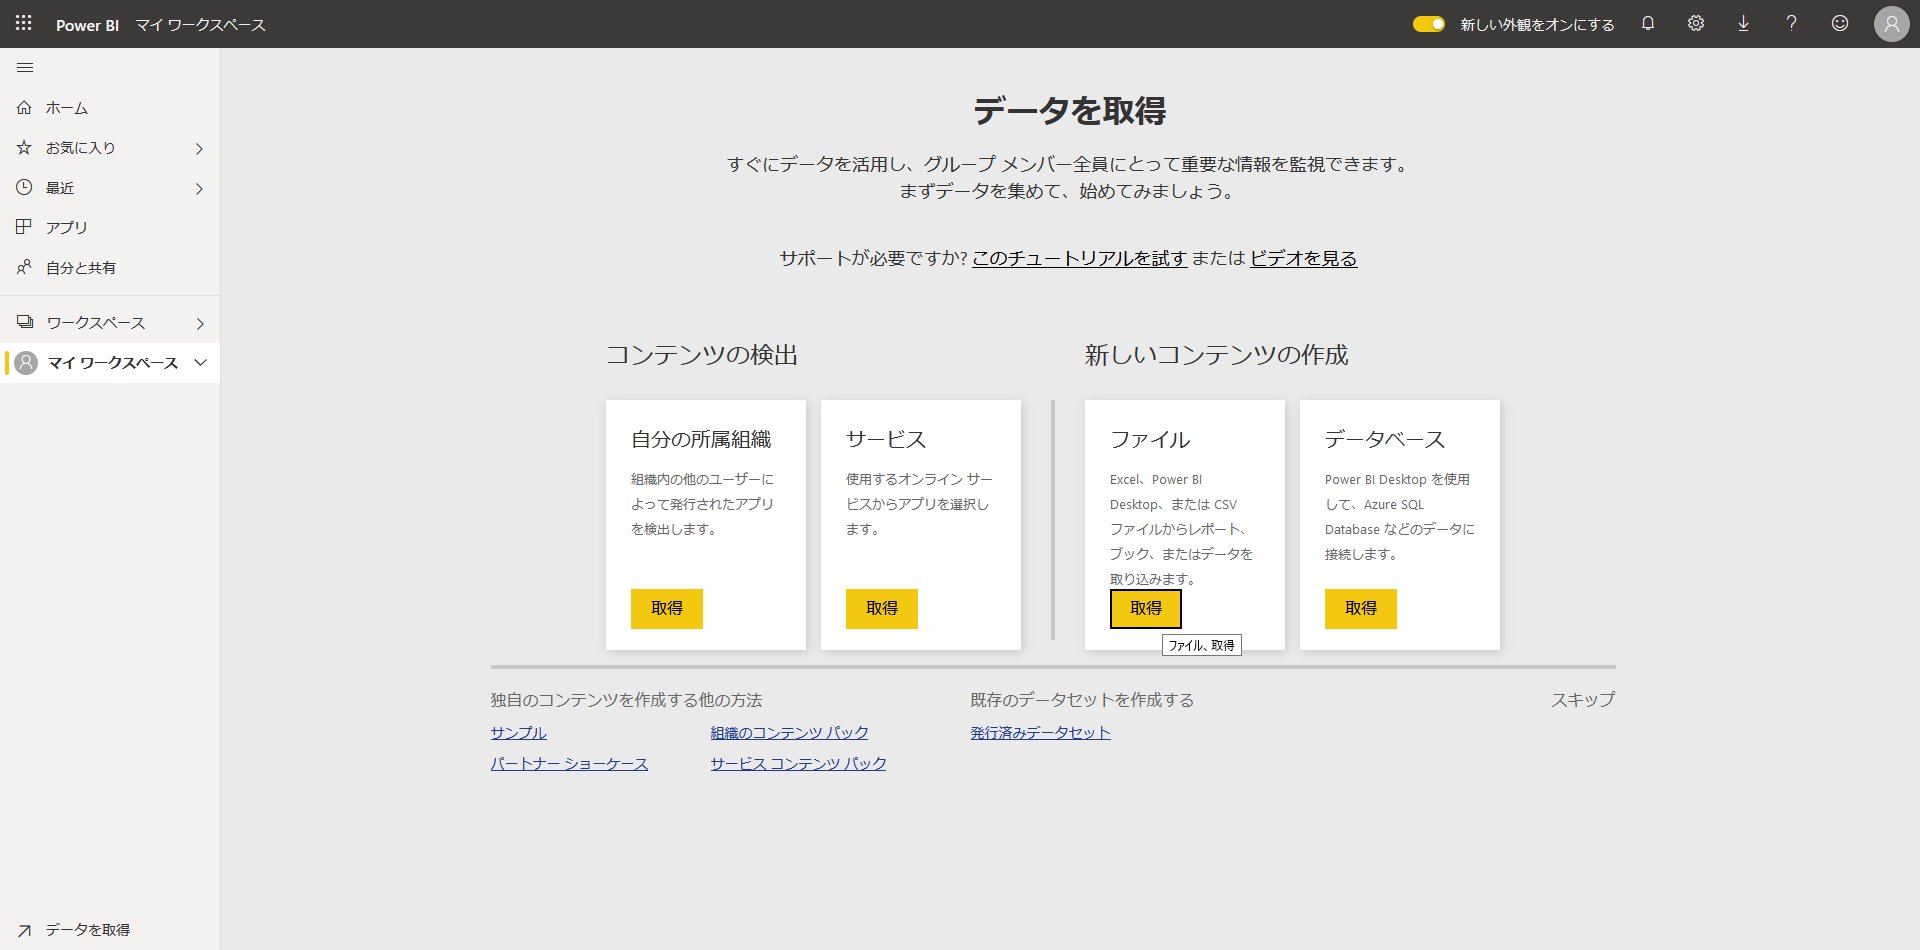 Power BI マイ ワークスペース
新しい外観をオンにする
ホーム
お気に入り
最近
アプリ
自分と共有
ワークスペース
マイ ワークスペース
データを取得
データを取得
すぐにデータを活用し、グループ メンバー全員にとって重要な情報を監視できます。
まずデータを集めて、始めてみましょう。
サポートが必要ですか? このチュートリアルを試す または ビデオを見る
コンテンツの検出
自分の所属組織
組織内の他のユーザーに
よって発行されたアプリ
を検出します。
取得
サービス
使用するオンライン サー
ビスからアプリを選択し
ます。
取得
新しいコンテンツの作成
ファイル
Excel、Power BI
Desktop、または CSV
ファイルからレポート、
ブック、またはデータを
取り込みます。
取得
ファイル、取得
データベース
Power BI Desktop を使用
して、Azure SQL
Database などのデータに
接続します。
取得
独自のコンテンツを作成する他の方法
サンプル
組織のコンテンツ パック
パートナー ショーケース
サービス コンテンツ パック
既存のデータセットを作成する
発行済みデータセット
スキップ